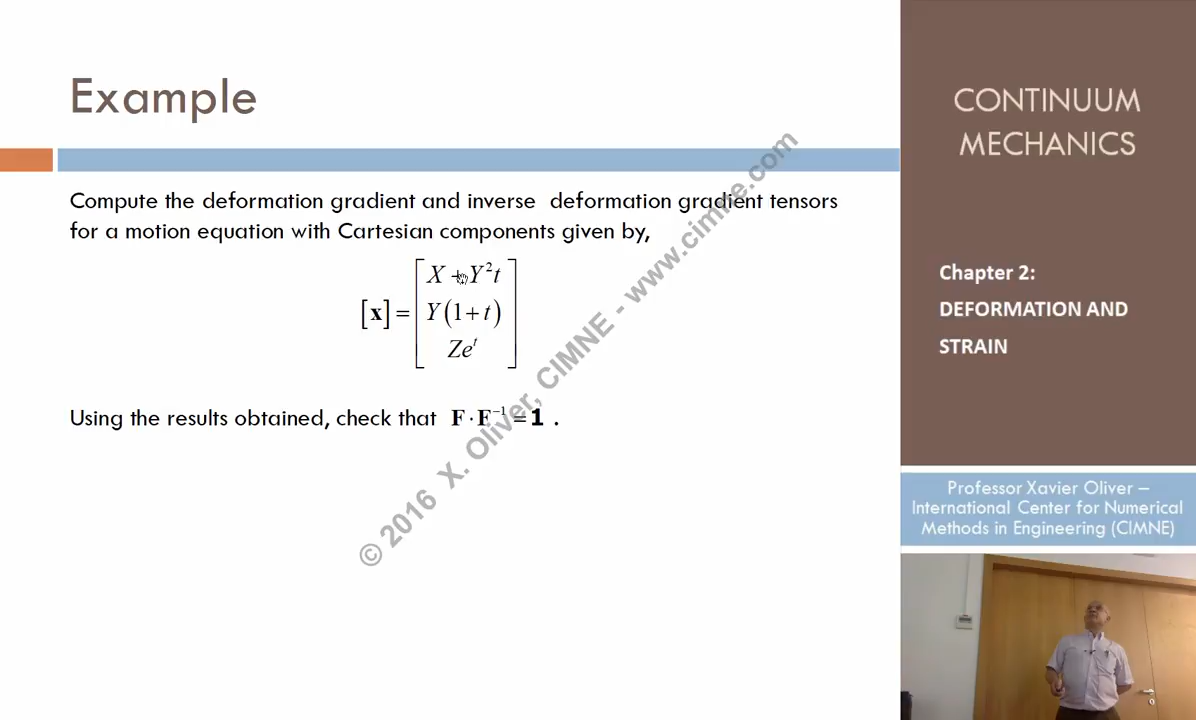 Example
Compute the deformation gradient and inverse deformation gradient tensors
for a motion equation with Cartesian components given by,
[x] = [ X + Y²t
Y(1 + t)
Zeᵗ ]
Using the results obtained, check that F · F⁻¹ = 1 .
© 2016 X. Oliver, CIMNE - www.cimne.com
CONTINUUM
MECHANICS
Chapter 2:
DEFORMATION AND
STRAIN
Professor Xavier Oliver –
International Center for Numerical
Methods in Engineering (CIMNE)